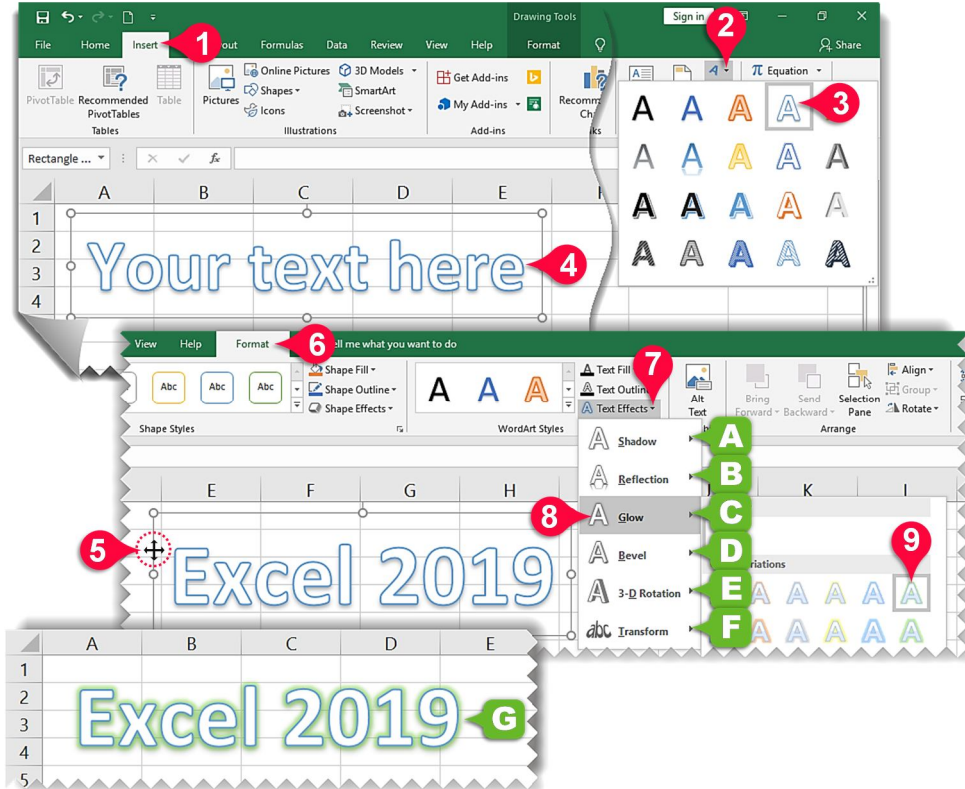 Drawing Tools Sign in 2
File Home Insert 1 out Formulas Data Review View Help Format Share
PivotTable Recommended PivotTables Table Pictures Online Pictures 3D Models Get Add-ins A Equation
Shapes SmartArt
Icons Screenshot My Add-ins Recomm
Tables Illustrations Add-ins
A A A A 3
A A A A A
A A A A A
A A A A A
Rectangle ... fx
A B C D E
1
2
3
4
Your text here 4
View Help Format 6 ell me what you want to do
Abc Abc Abc
Shape Fill
Shape Outline
Shape Effects
Shape Styles
A A A
WordArt Styles
Text Fill 7
Text Outlin
Text Effects
Alt Text
Bring Forward
Send Backward
Selection Pane
Align
Group
Rotate
Arrange
E F G H K
5 Excel 2019
A Shadow A
A Reflection B
8 A Glow C
A Bevel D
A 3-D Rotation E
abc Transform F
riations 9
A A A A A
A A A A A
A B C D E
1
2
3
4
5
Excel 2019 G